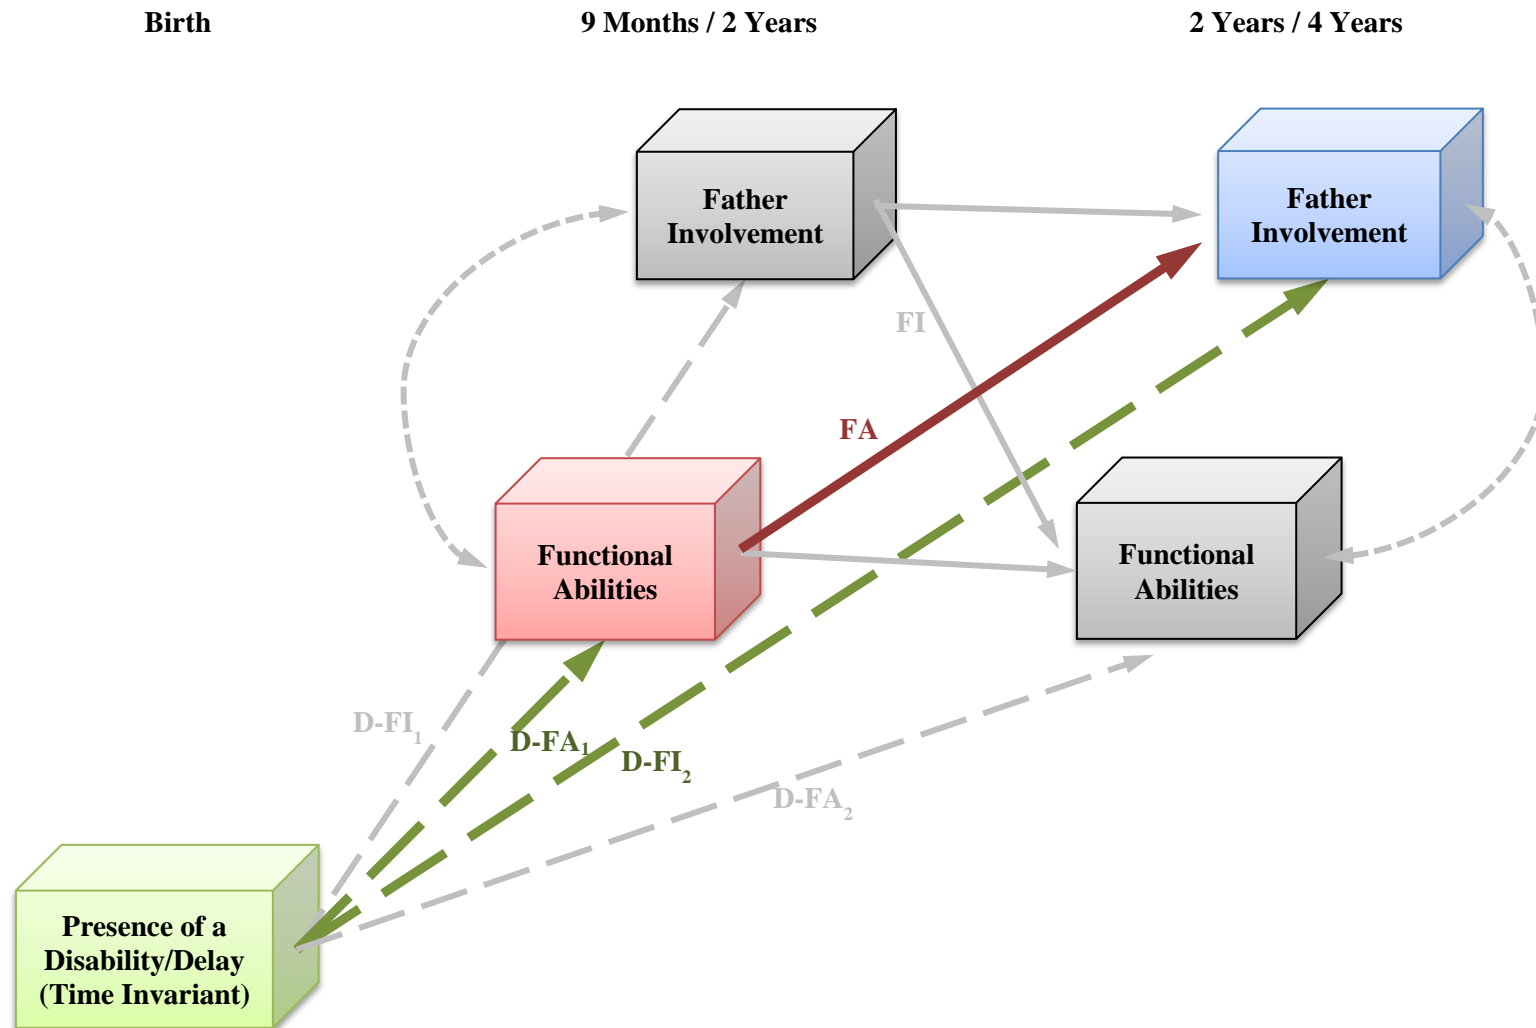 Birth
9 Months / 2 Years
2 Years / 4 Years
Father
Involvement
Father
Involvement
FI
FA
Functional
Abilities
Functional
Abilities
D-FI₁
D-FA₁
D-FI₂
D-FA₂
Presence of a
Disability/Delay
(Time Invariant)